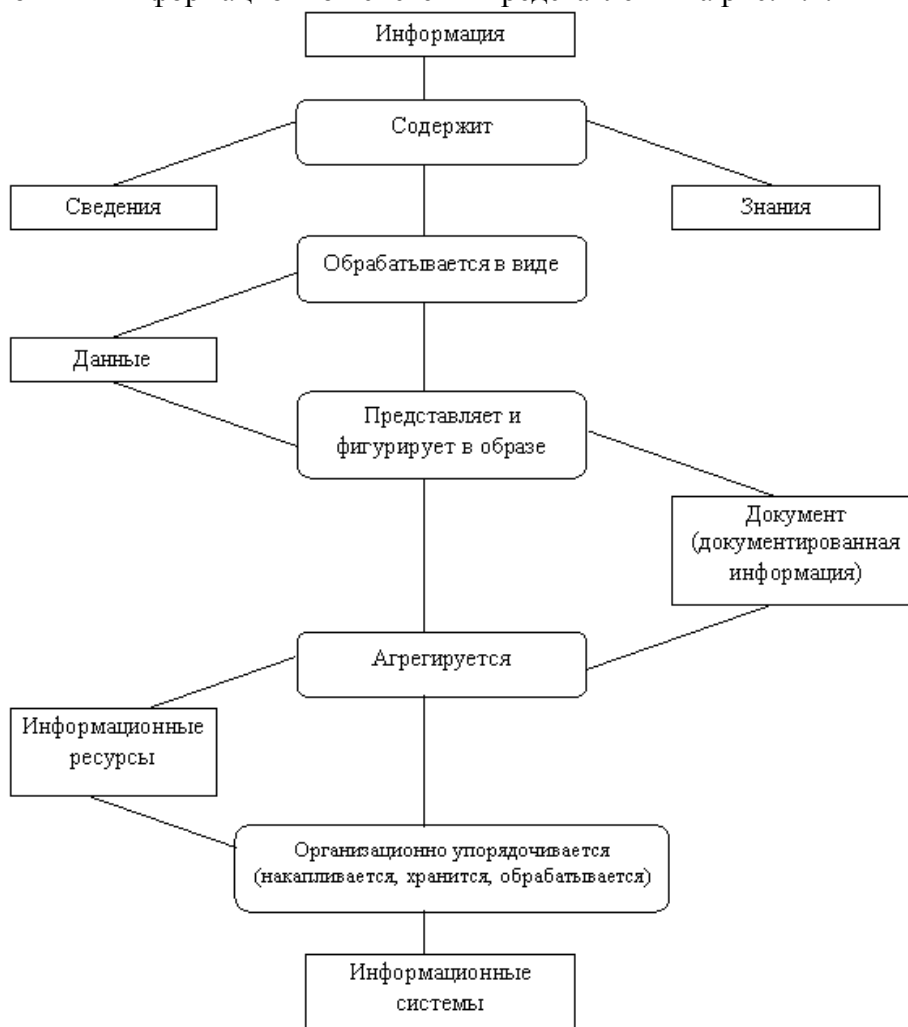 Информация
Содержит
Сведения
Знания
Обрабатывается в виде
Данные
Представляет и
фигурирует в образе
Документ
(документированная
информация)
Агрегируется
Информационные
ресурсы
Организационно упорядочивается
(накапливается, хранится, обрабатывается)
Информационные
системы